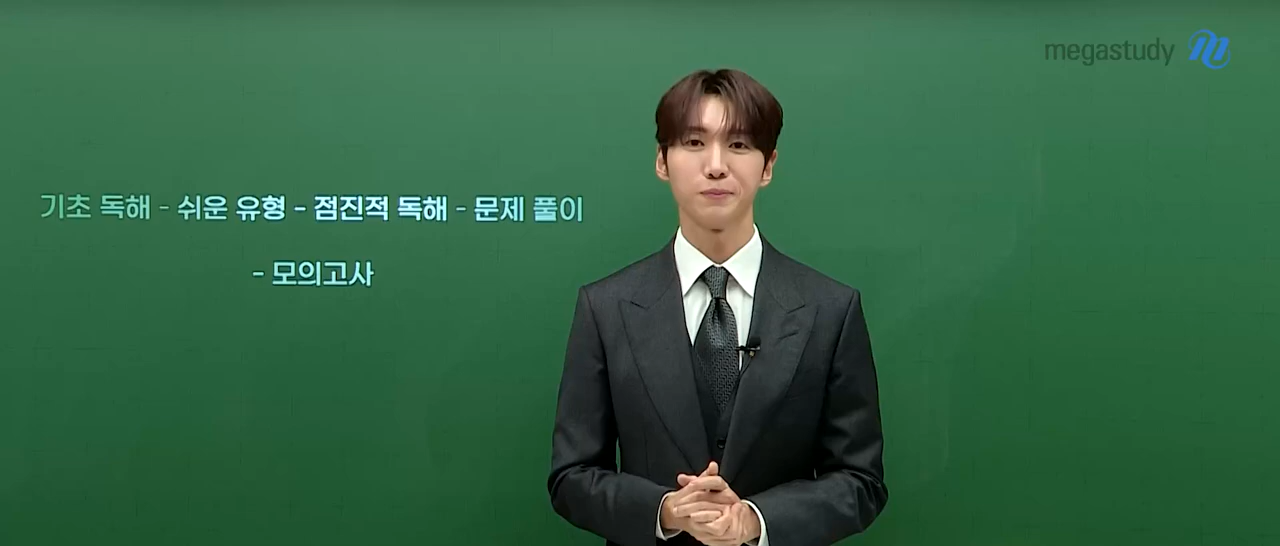 megastudy
기초 독해 - 쉬운 유형 - 점진적 독해 - 문제 풀이
- 모의고사